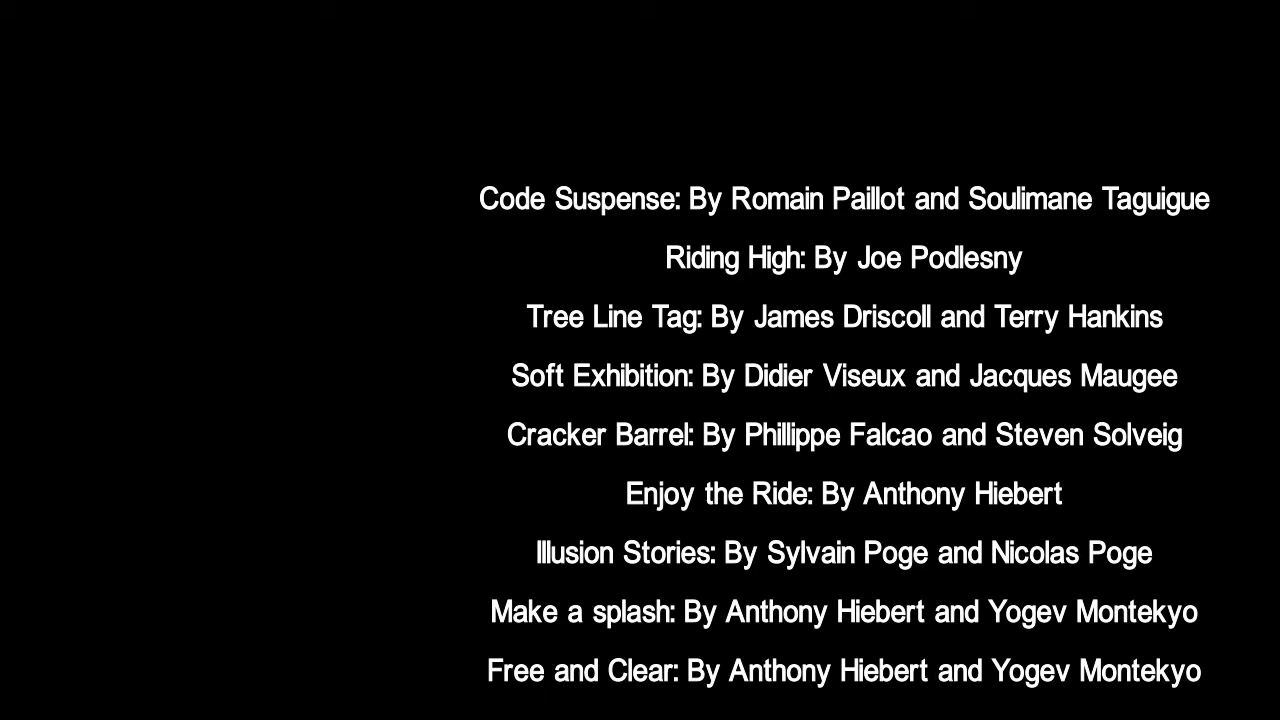 Code Suspense: By Romain Paillot and Soulimane Taguigue
Riding High: By Joe Podlesny
Tree Line Tag: By James Driscoll and Terry Hankins
Soft Exhibition: By Didier Viseux and Jacques Maugee
Cracker Barrel: By Phillippe Falcao and Steven Solveig
Enjoy the Ride: By Anthony Hiebert
Illusion Stories: By Sylvain Poge and Nicolas Poge
Make a splash: By Anthony Hiebert and Yogev Montekyo
Free and Clear: By Anthony Hiebert and Yogev Montekyo